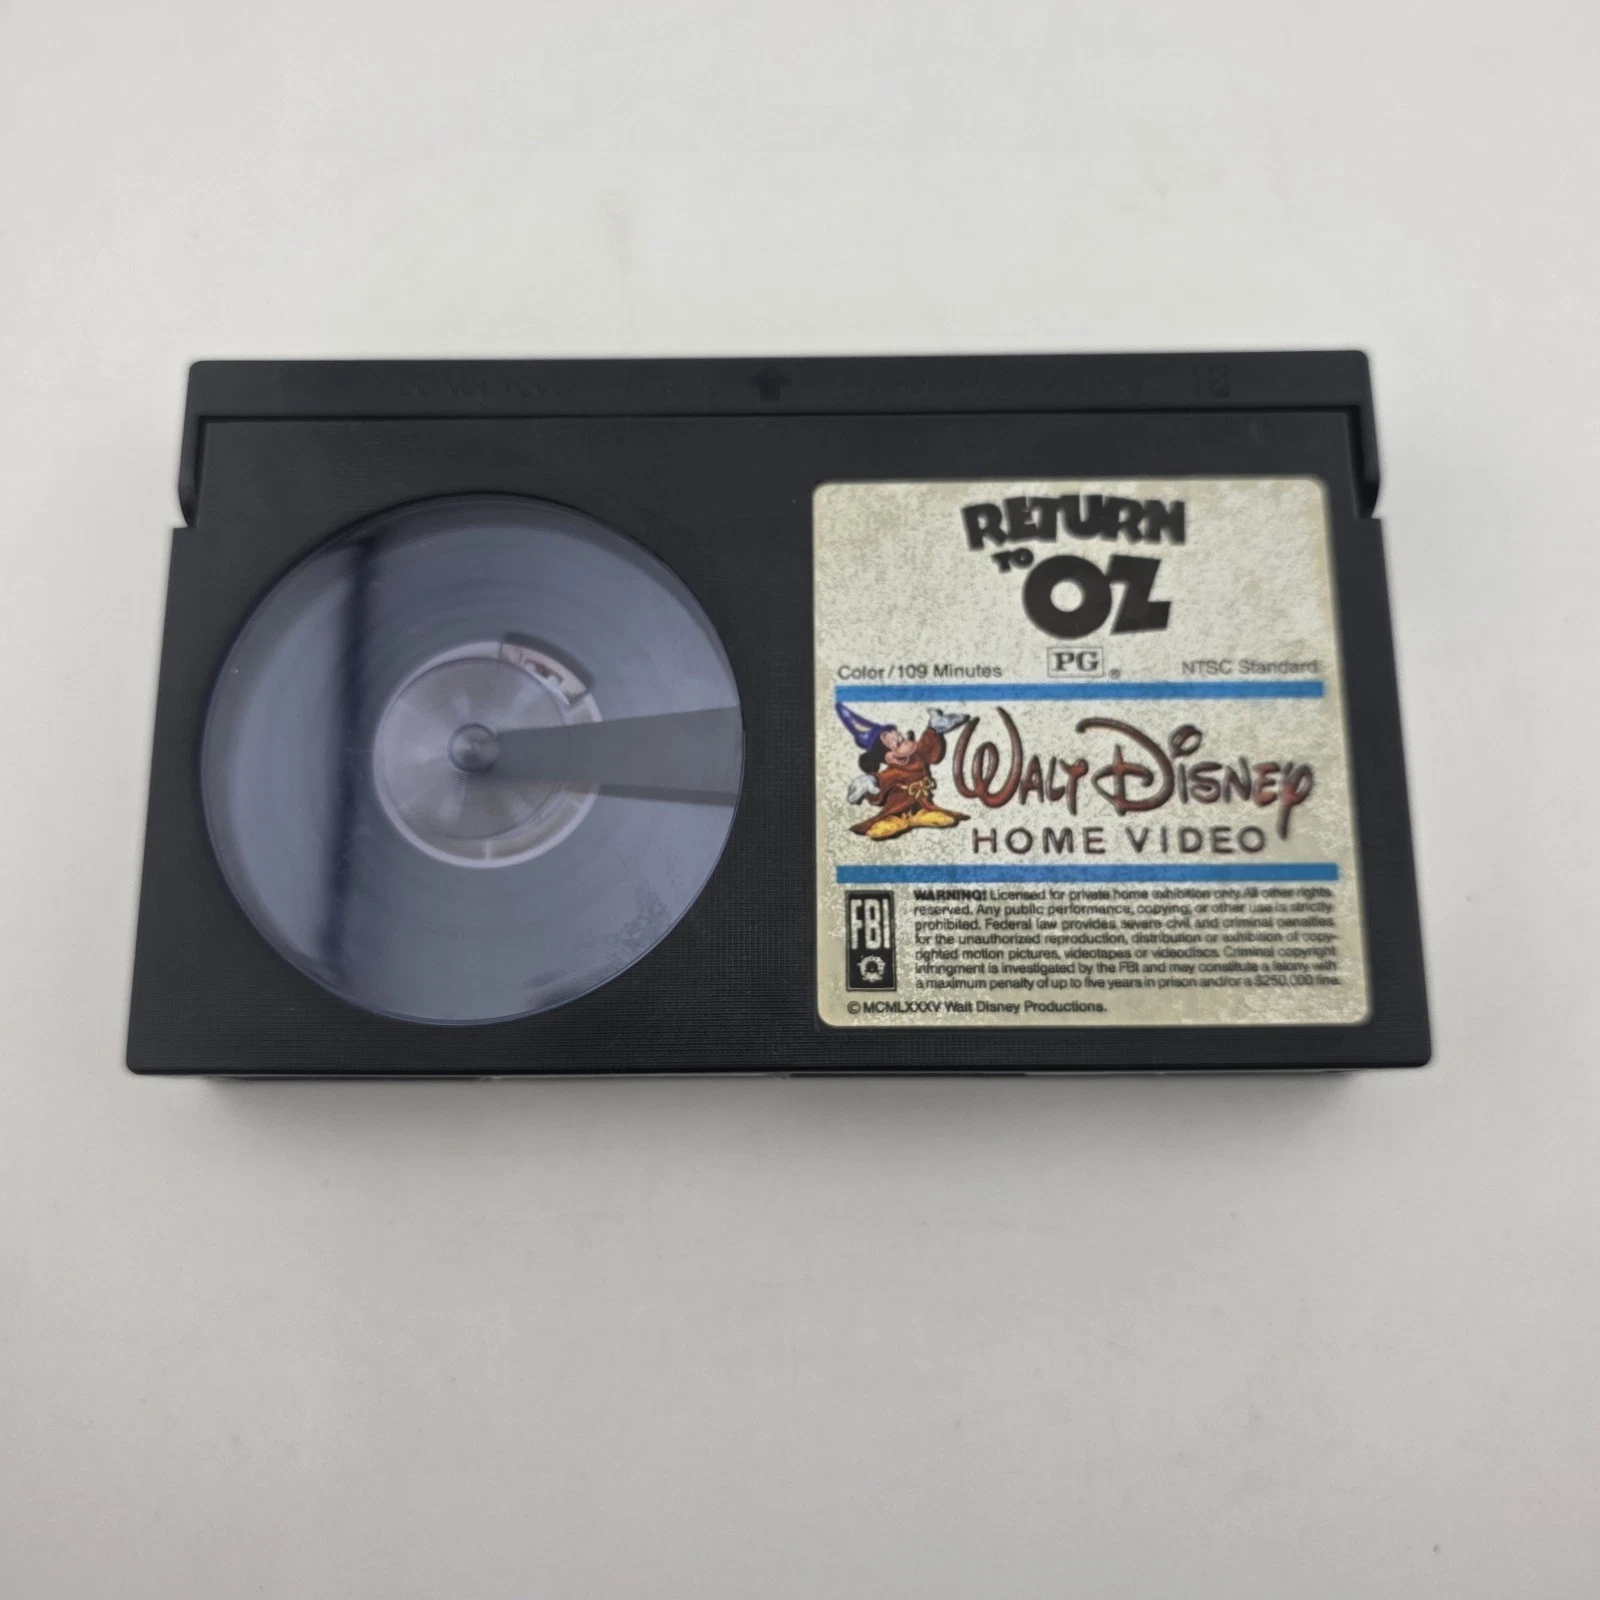 RETURN
TO OZ
Color/109 Minutes PG ® NTSC Standard
WALT DISNEY
HOME VIDEO
FBI
WARNING! Licensed for private home exhibition only. All other rights
reserved. Any public performance, copying, or other use is strictly
prohibited. Federal law provides severe civil and criminal penalties
for the unauthorized reproduction, distribution or exhibition of copy-
righted motion pictures, videotapes or videodiscs. Criminal copyright
infringment is investigated by the FBI and may constitute a felony with
a maximum penalty of up to five years in prison and/or a $250,000 fine.
© MCMLXXXV Walt Disney Productions.